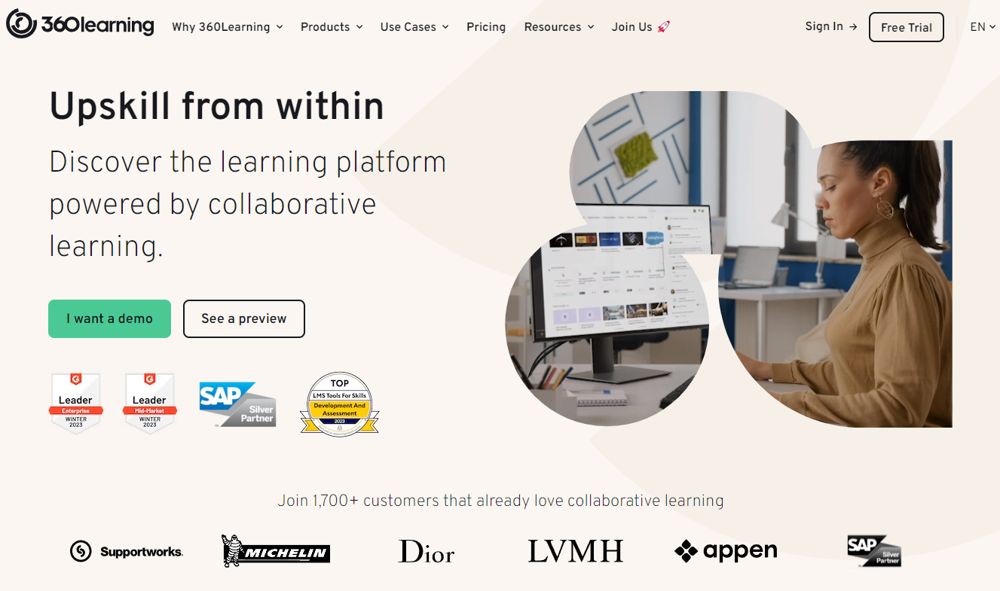 360learning
Why 360Learning
Products
Use Cases
Pricing
Resources
Join Us 🚀
Sign In →
Free Trial
EN
Upskill from within
Discover the learning platform
powered by collaborative
learning.
I want a demo
See a preview
Leader
Enterprise
WINTER
2023
Leader
Mid-Market
WINTER
2023
SAP
Silver
Partner
TOP
LMS Tools For Skills
Development And
Assessment
2023
Join 1,700+ customers that already love collaborative learning
Supportworks.
MICHELIN
Dior
LVMH
appen
SAP
Silver
Partner